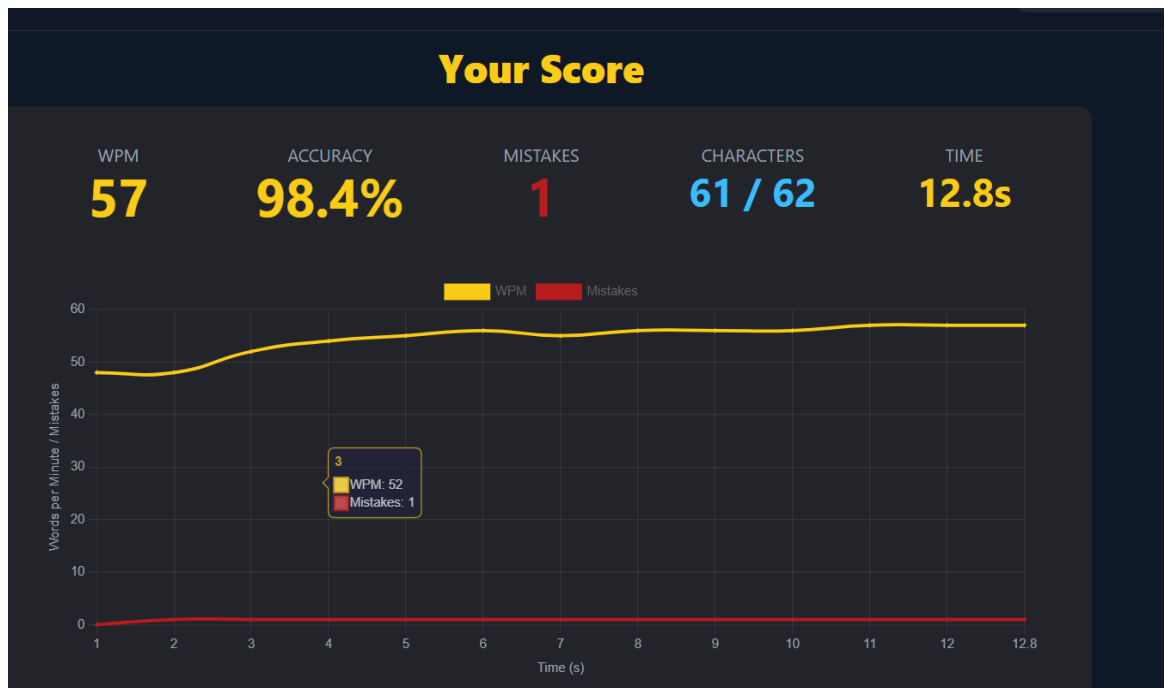 Your Score
WPM ACCURACY MISTAKES CHARACTERS TIME
57 98.4% 1 61 / 62 12.8s
WPM Mistakes
Words per Minute / Mistakes
60
50
40
30
20
10
0
3
WPM: 52
Mistakes: 1
1 2 3 4 5 6 7 8 9 10 11 12 12.8
Time (s)